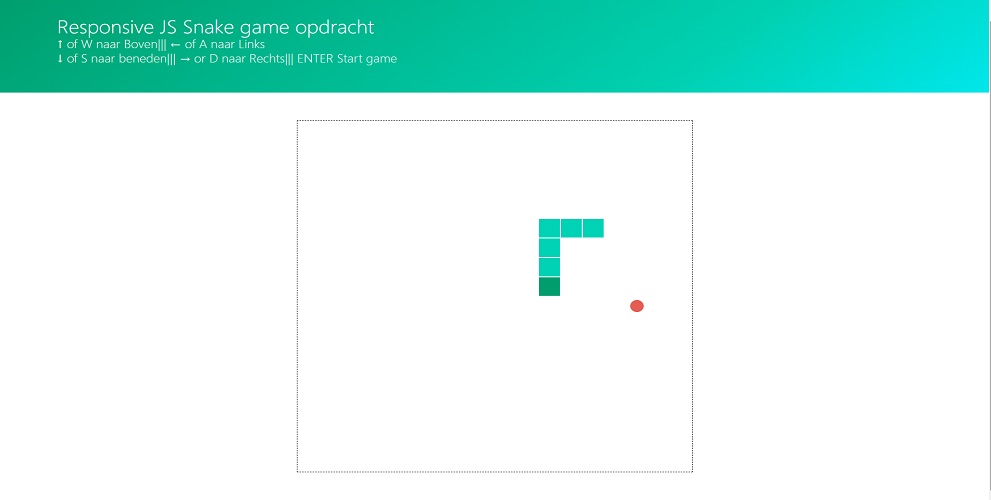 Responsive JS Snake game opdracht
↑ of W naar Boven||| ← of A naar Links
↓ of S naar beneden||| → or D naar Rechts||| ENTER Start game